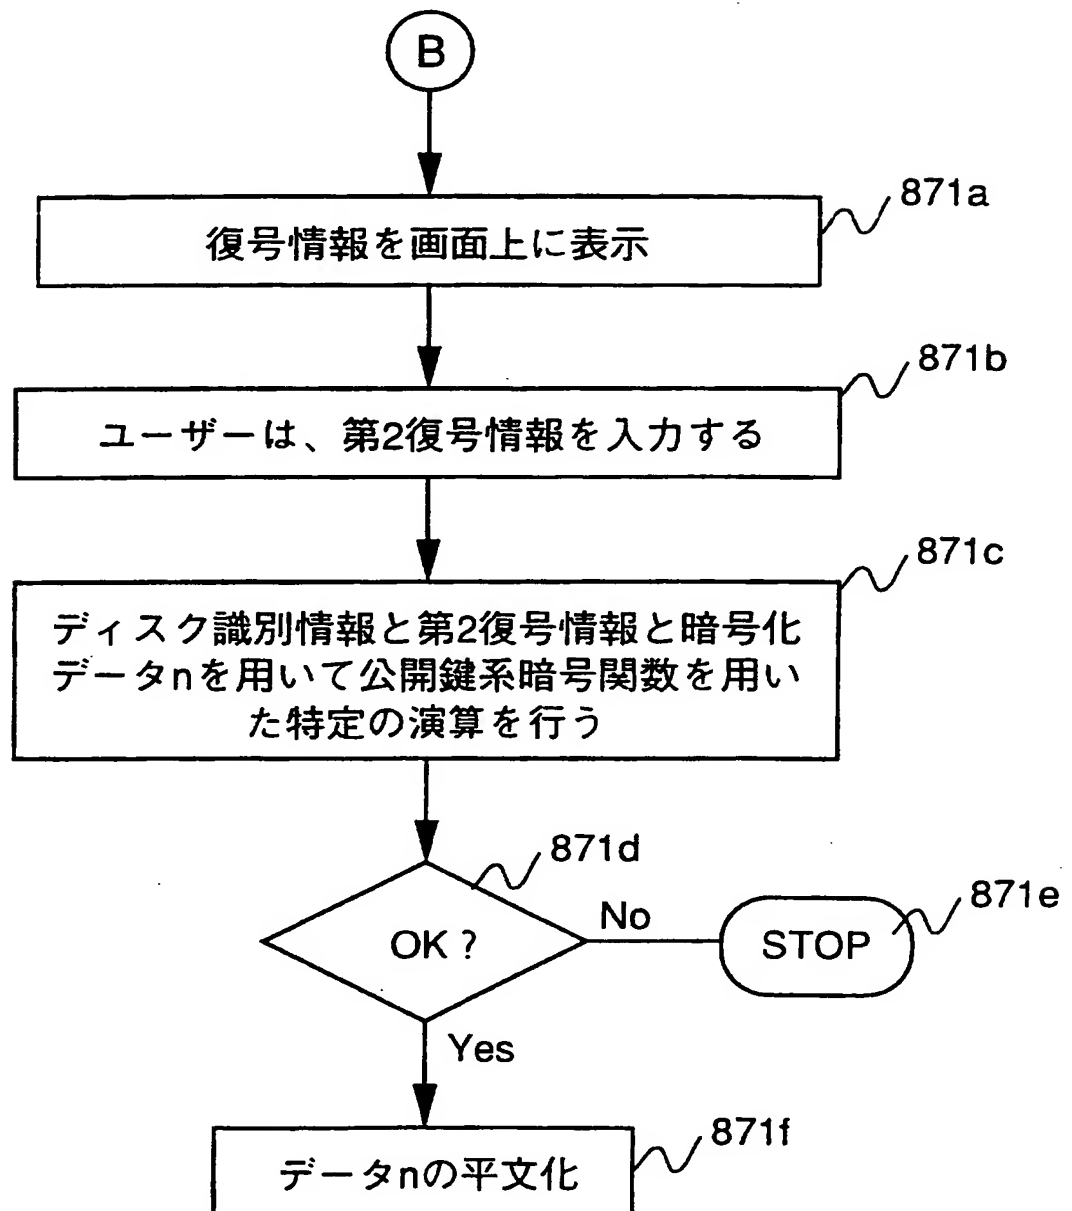 B
871a
復号情報を画面上に表示
871b
ユーザーは、第2復号情報を入力する
871c
ディスク識別情報と第2復号情報と暗号化
データnを用いて公開鍵系暗号関数を用い
た特定の演算を行う
871d
OK ?
No
STOP
871e
Yes
871f
データnの平文化